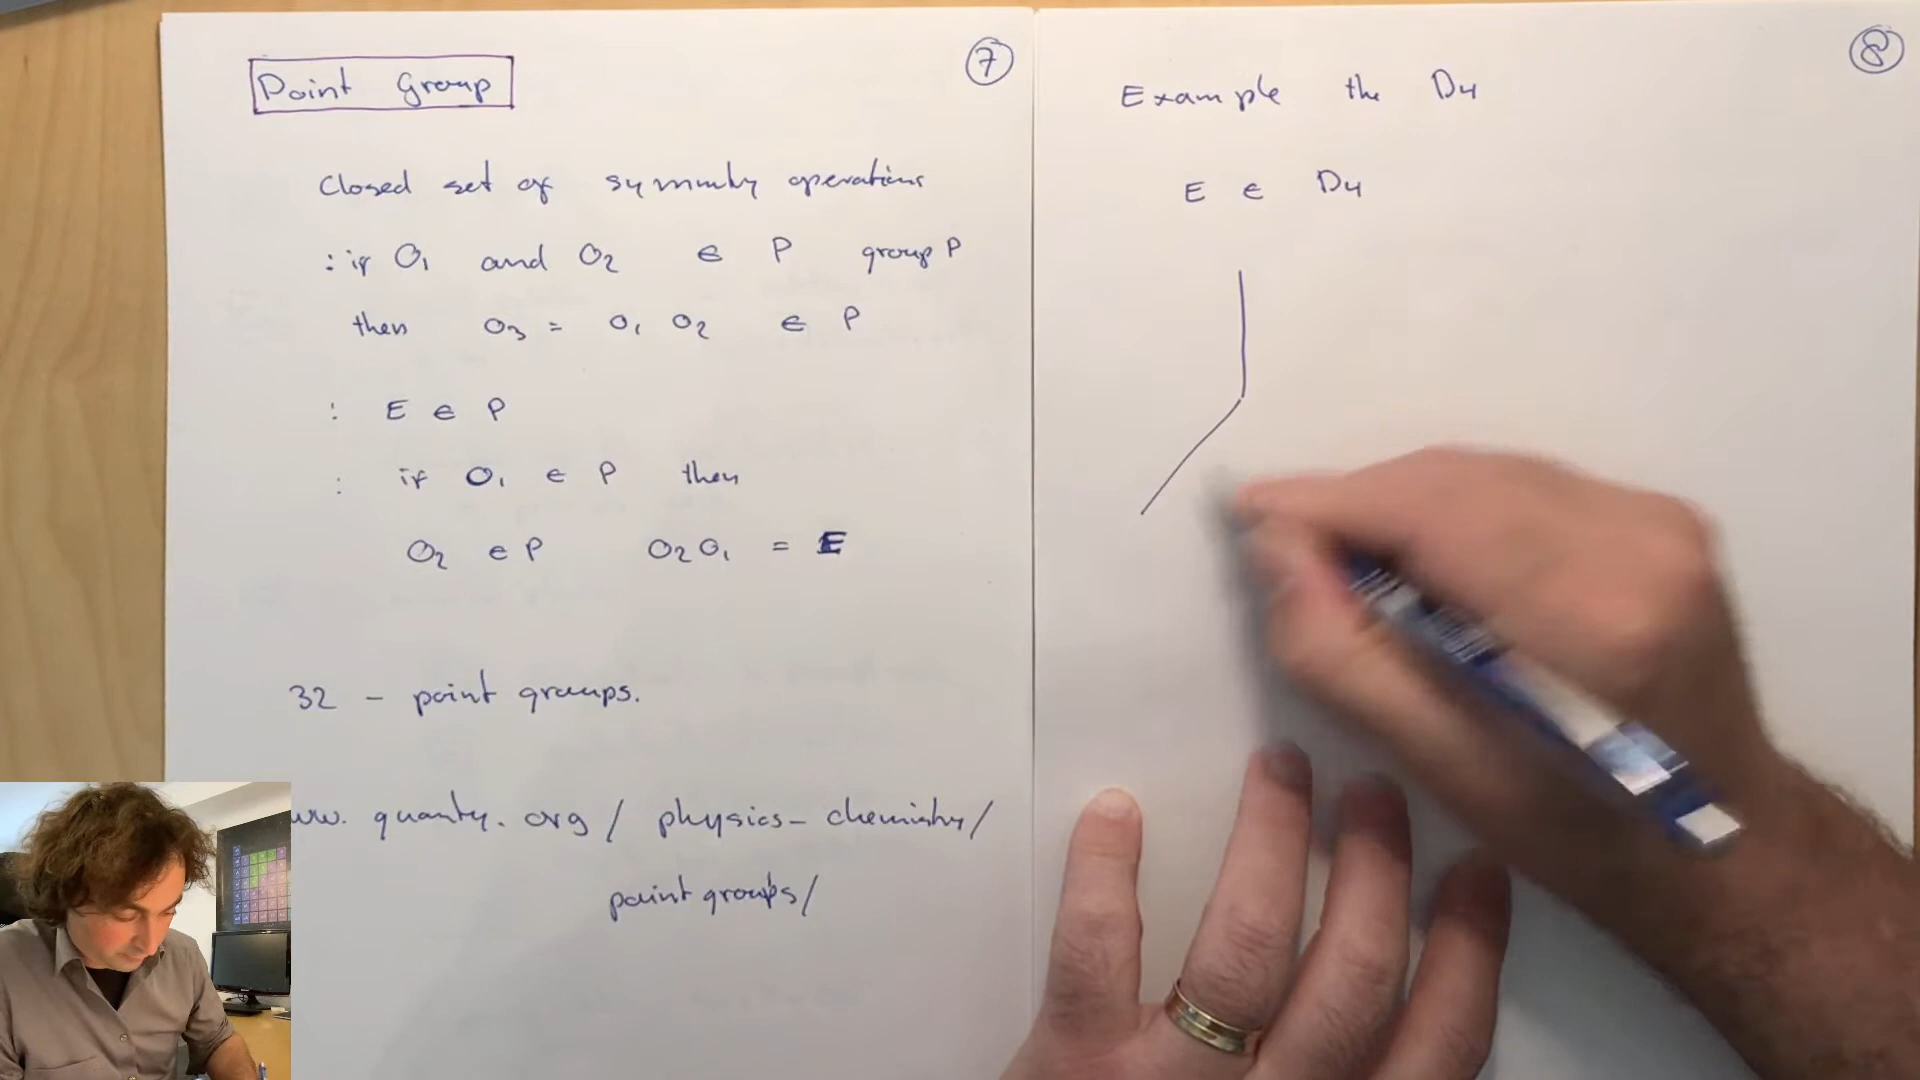 Point Group
7
Closed set of symmetry operations
: if O1 and O2 ∈ P group P
then O3 = O1 O2 ∈ P
: E ∈ P
: if O1 ∈ P then
O2 ∈ P O2O1 = E
32 - point groups.
ww. quanty.org / physics-chemistry/
point groups/
8
Example the D4
E ∈ D4